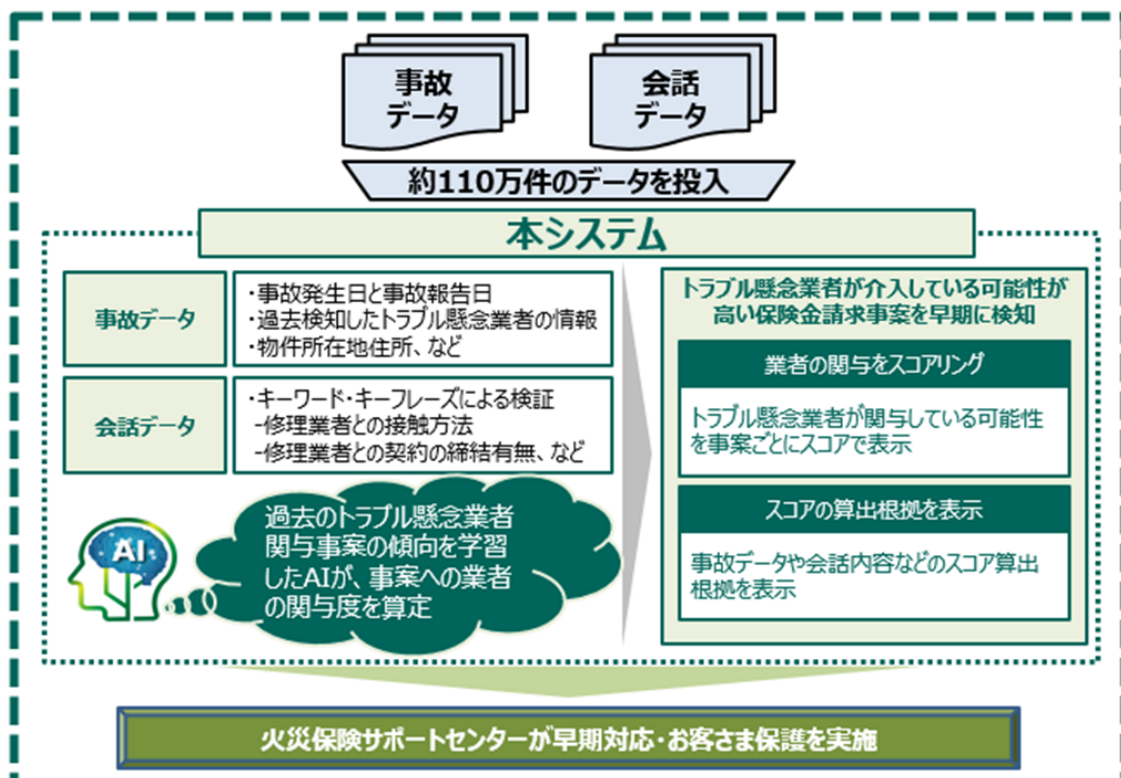 事故
データ
会話
データ
約110万件のデータを投入
本システム
事故データ
・事故発生日と事故報告日
・過去検知したトラブル懸念業者の情報
・物件所在地住所、など
会話データ
・キーワード・キーフレーズによる検証
-修理業者との接触方法
-修理業者との契約の締結有無、など
AI
過去のトラブル懸念業者
関与事案の傾向を学習
したAIが、事案への業者
の関与度を算定
トラブル懸念業者が介入している可能性が
高い保険金請求事案を早期に検知
業者の関与をスコアリング
トラブル懸念業者が関与している可能性
を事案ごとにスコアで表示
スコアの算出根拠を表示
事故データや会話内容などのスコア算出
根拠を表示
火災保険サポートセンターが早期対応・お客さま保護を実施